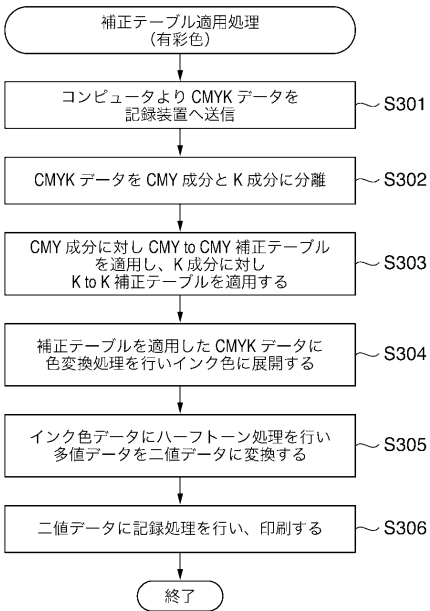 補正テーブル適用処理
(有彩色)
コンピュータより CMYK データを
記録装置へ送信
S301
CMYK データを CMY 成分と K 成分に分離
S302
CMY 成分に対し CMY to CMY 補正テーブル
を適用し、K 成分に対し
K to K 補正テーブルを適用する
S303
補正テーブルを適用した CMYK データに
色変換処理を行いインク色に展開する
S304
インク色データにハーフトーン処理を行い
多値データを二値データに変換する
S305
二値データに記録処理を行い、印刷する
S306
終了